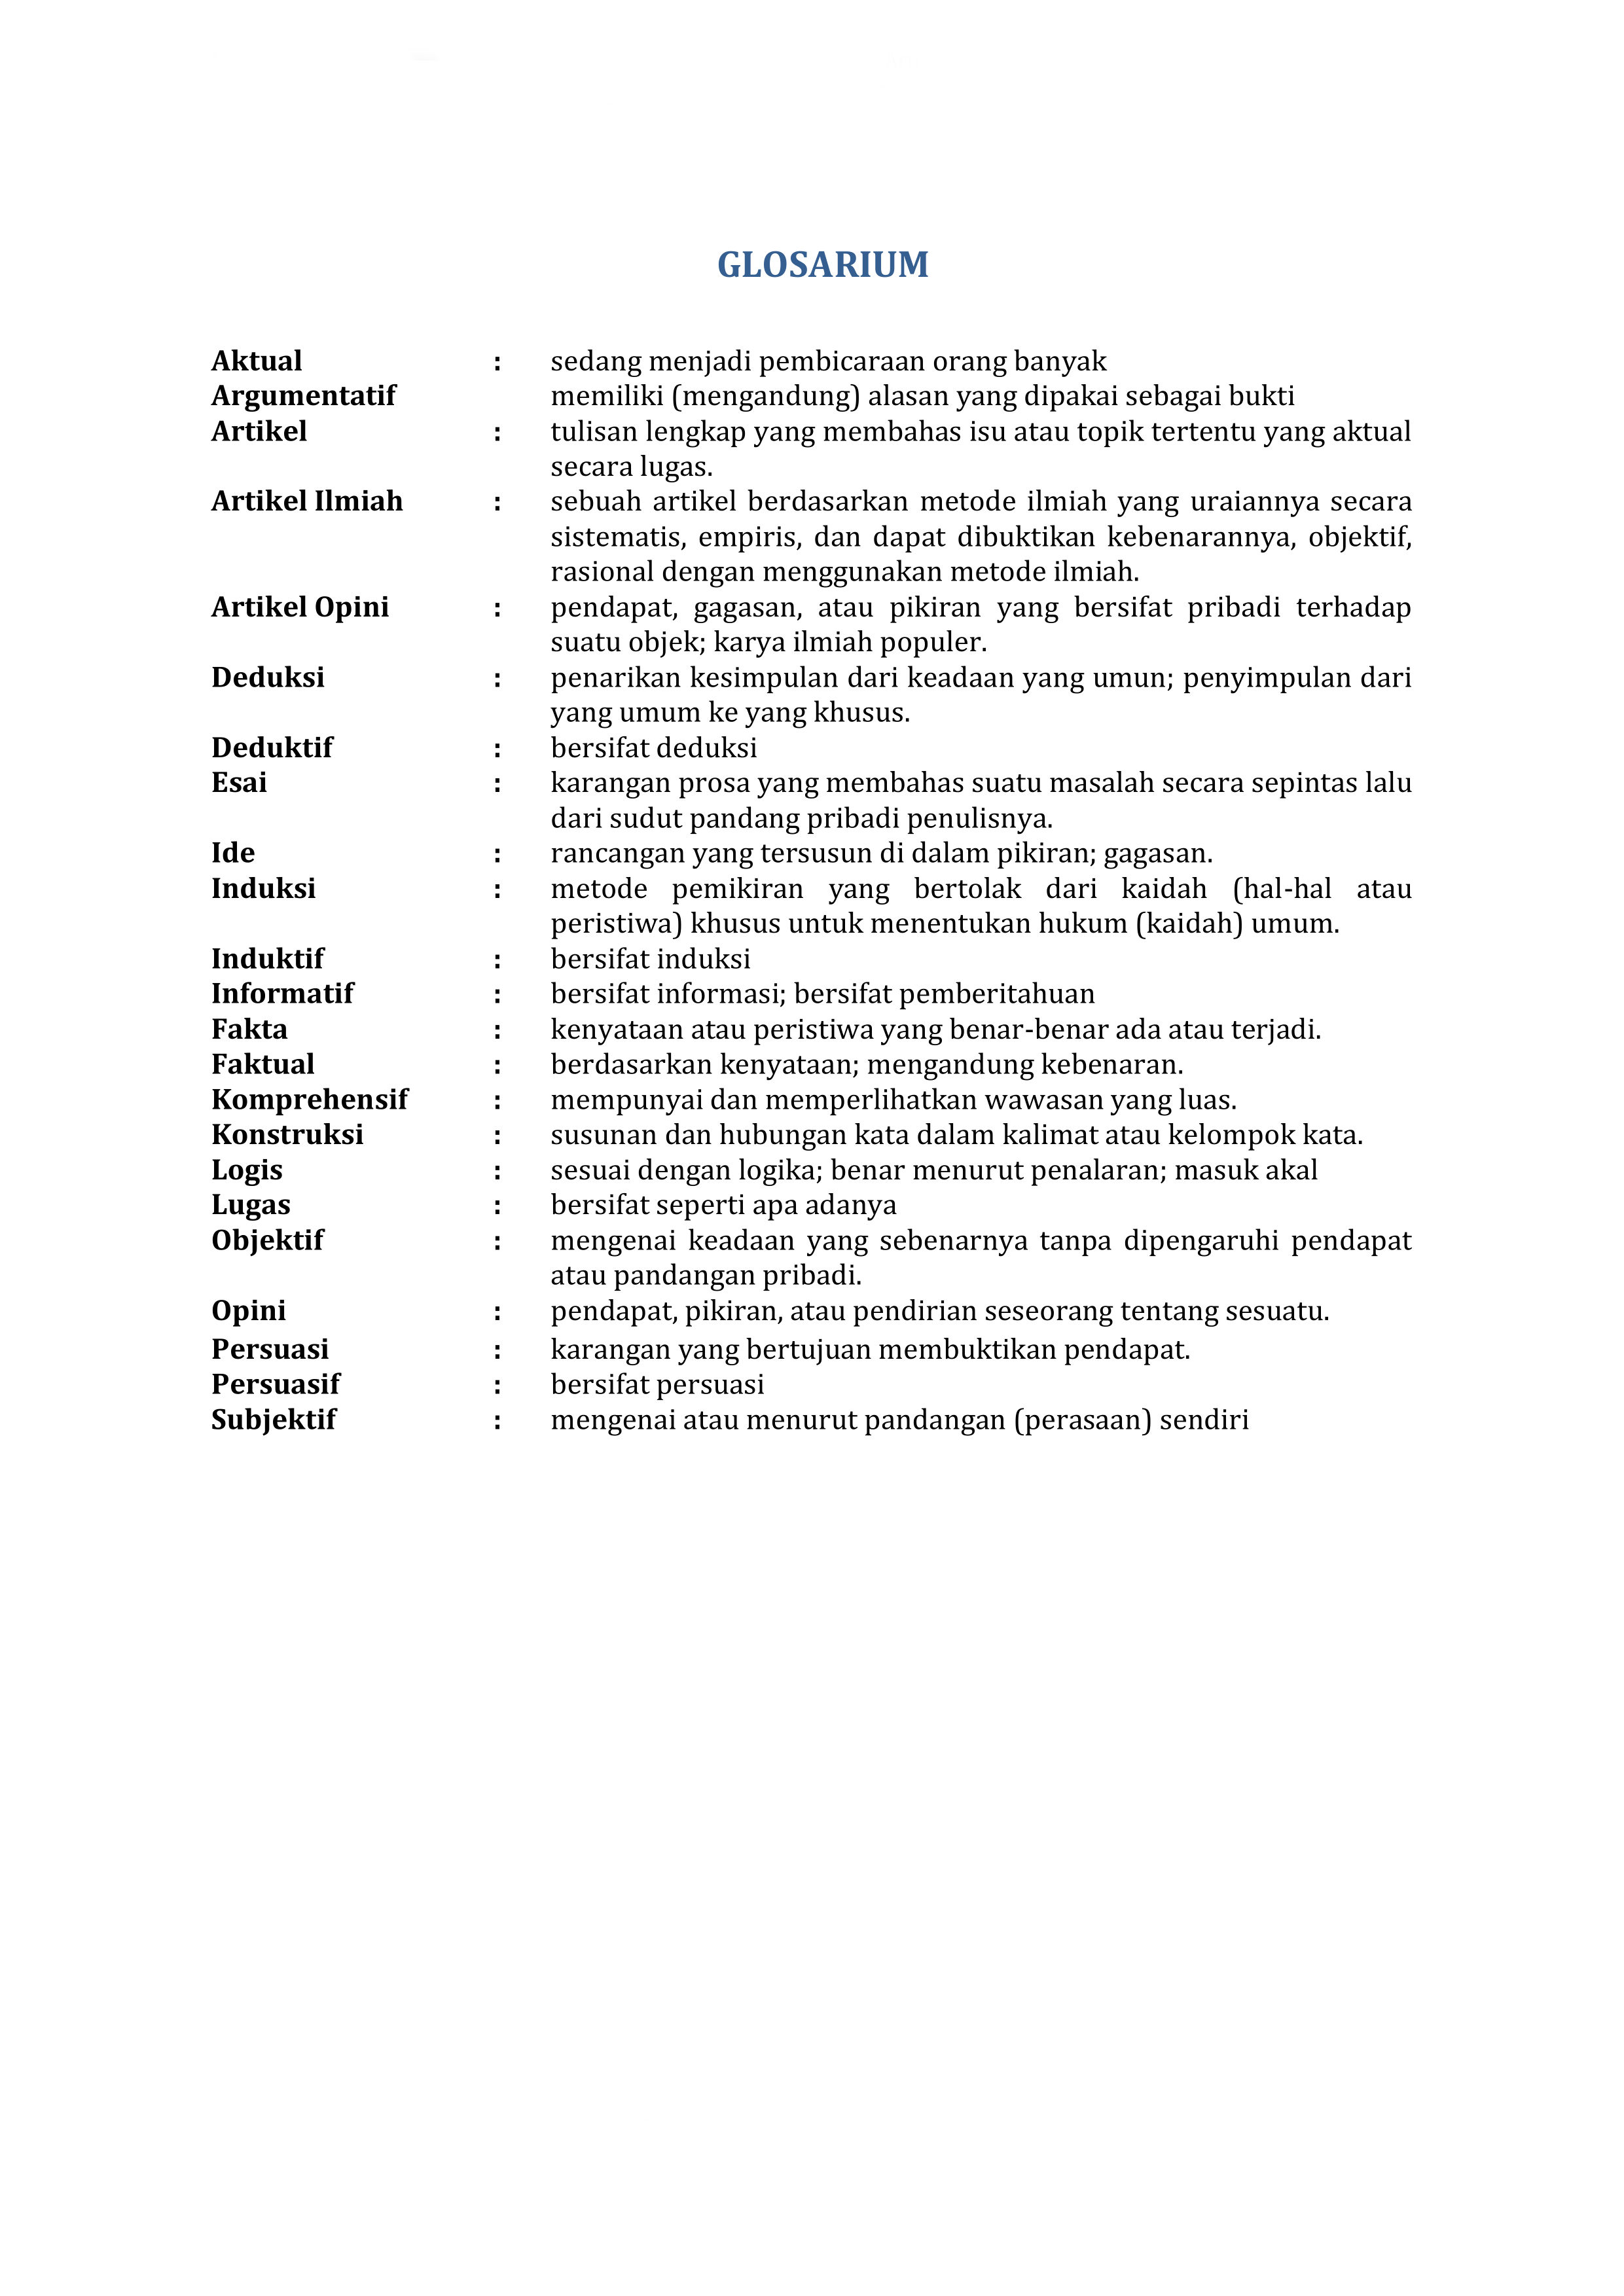 GLOSARIUM
Aktual : sedang menjadi pembicaraan orang banyak
Argumentatif memiliki (mengandung) alasan yang dipakai sebagai bukti
Artikel : tulisan lengkap yang membahas isu atau topik tertentu yang aktual
secara lugas.
Artikel Ilmiah : sebuah artikel berdasarkan metode ilmiah yang uraiannya secara
sistematis, empiris, dan dapat dibuktikan kebenarannya, objektif,
rasional dengan menggunakan metode ilmiah.
Artikel Opini : pendapat, gagasan, atau pikiran yang bersifat pribadi terhadap
suatu objek; karya ilmiah populer.
Deduksi : penarikan kesimpulan dari keadaan yang umun; penyimpulan dari
yang umum ke yang khusus.
Deduktif : bersifat deduksi
Esai : karangan prosa yang membahas suatu masalah secara sepintas lalu
dari sudut pandang pribadi penulisnya.
Ide : rancangan yang tersusun di dalam pikiran; gagasan.
Induksi : metode pemikiran yang bertolak dari kaidah (hal-hal atau
peristiwa) khusus untuk menentukan hukum (kaidah) umum.
Induktif : bersifat induksi
Informatif : bersifat informasi; bersifat pemberitahuan
Fakta : kenyataan atau peristiwa yang benar-benar ada atau terjadi.
Faktual : berdasarkan kenyataan; mengandung kebenaran.
Komprehensif : mempunyai dan memperlihatkan wawasan yang luas.
Konstruksi : susunan dan hubungan kata dalam kalimat atau kelompok kata.
Logis : sesuai dengan logika; benar menurut penalaran; masuk akal
Lugas : bersifat seperti apa adanya
Objektif : mengenai keadaan yang sebenarnya tanpa dipengaruhi pendapat
atau pandangan pribadi.
Opini : pendapat, pikiran, atau pendirian seseorang tentang sesuatu.
Persuasi : karangan yang bertujuan membuktikan pendapat.
Persuasif : bersifat persuasi
Subjektif : mengenai atau menurut pandangan (perasaan) sendiri